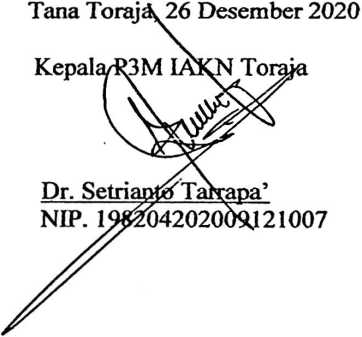 Tana Toraja, 26 Desember 2020
Kepala P3M IAKN Toraja
Dr. Setrianto Tarrapa'
NIP. 198204202009121007